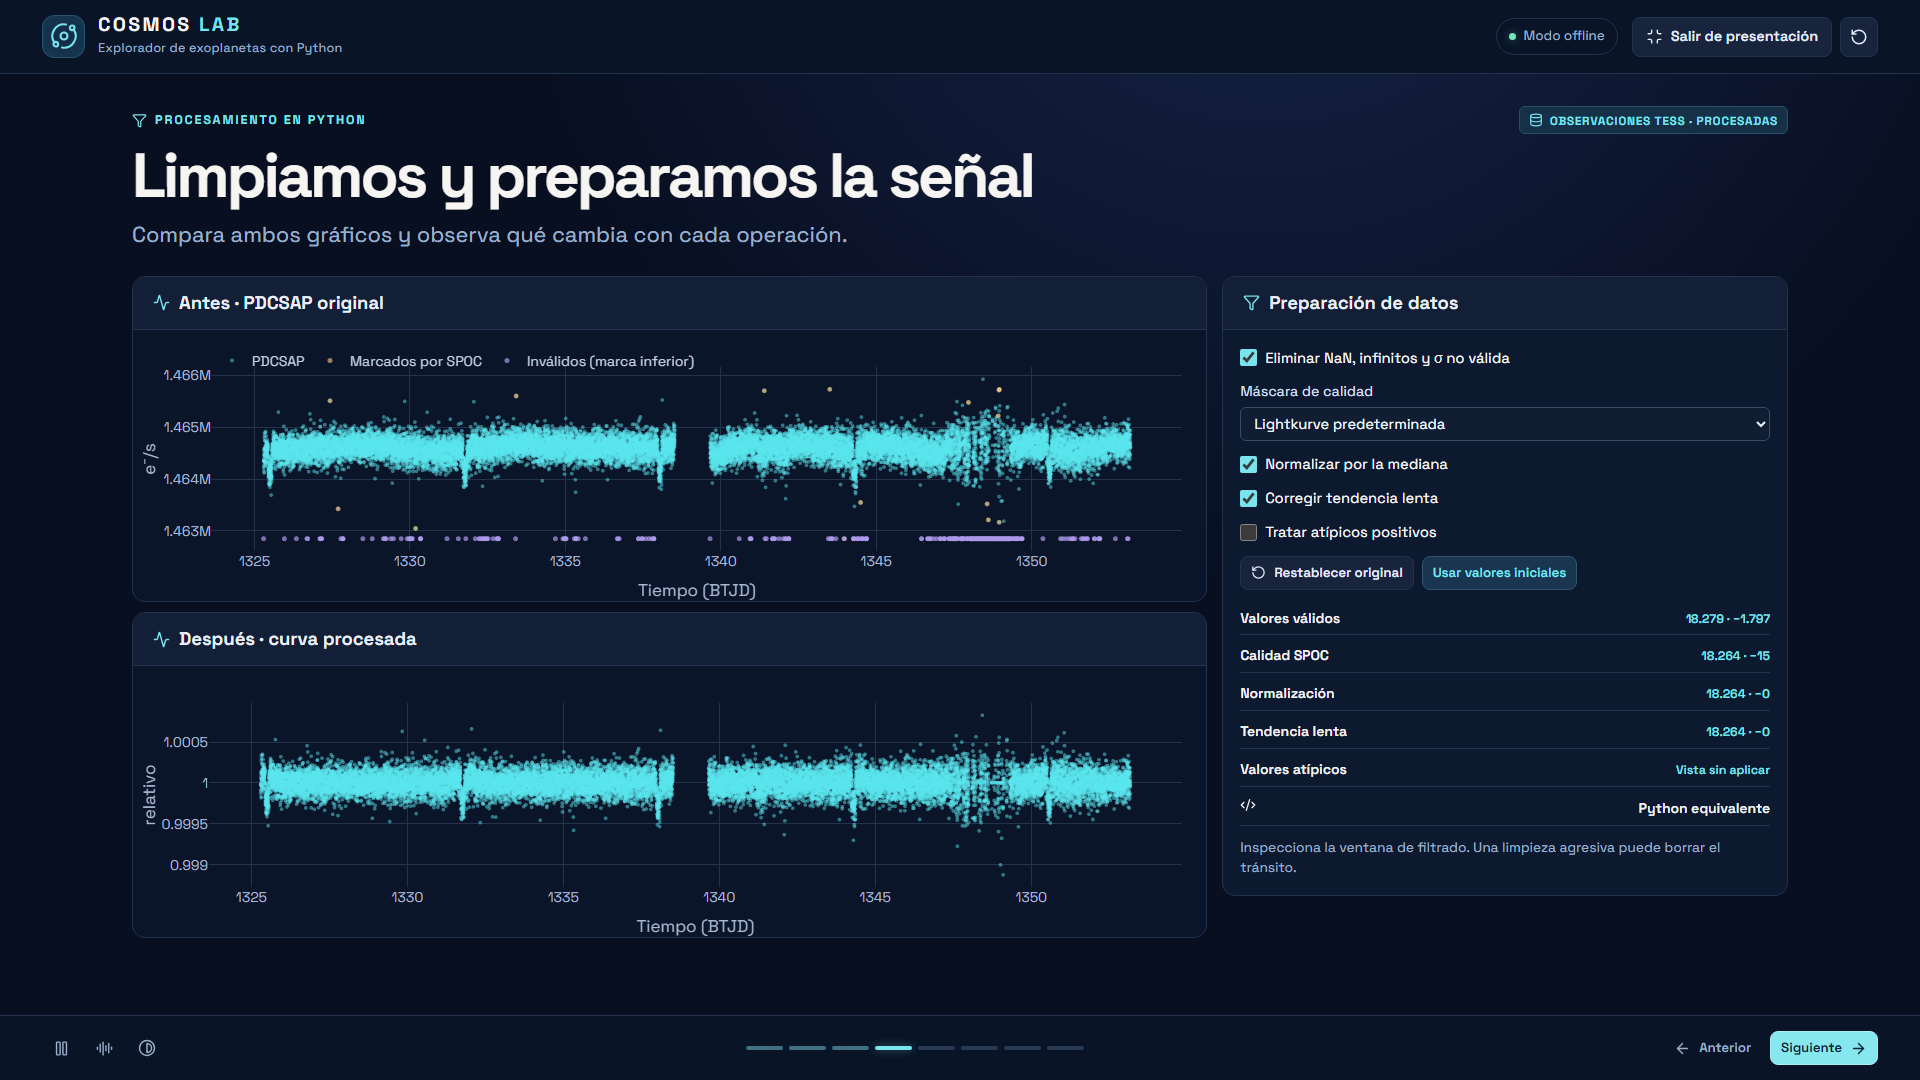 COSMOS LAB
Explorador de exoplanetas con Python
Modo offline
Salir de presentación
PROCESAMIENTO EN PYTHON
OBSERVACIONES TESS · PROCESADAS
Limpiamos y preparamos la señal
Compara ambos gráficos y observa qué cambia con cada operación.
Antes · PDCSAP original
PDCSAP
Marcados por SPOC
Inválidos (marca inferior)
1.466M
1.465M
1.464M
1.463M
e⁻/s
1325
1330
1335
1340
1345
1350
Tiempo (BTJD)
Después · curva procesada
1.0005
1
0.9995
0.999
relativo
1325
1330
1335
1340
1345
1350
Tiempo (BTJD)
Preparación de datos
Eliminar NaN, infinitos y σ no válida
Máscara de calidad
Lightkurve predeterminada
Normalizar por la mediana
Corregir tendencia lenta
Tratar atípicos positivos
Restablecer original
Usar valores iniciales
Valores válidos 18.279 · −1.797
Calidad SPOC 18.264 · −15
Normalización 18.264 · −0
Tendencia lenta 18.264 · −0
Valores atípicos Vista sin aplicar
Python equivalente
Inspecciona la ventana de filtrado. Una limpieza agresiva puede borrar el
tránsito.
Anterior
Siguiente